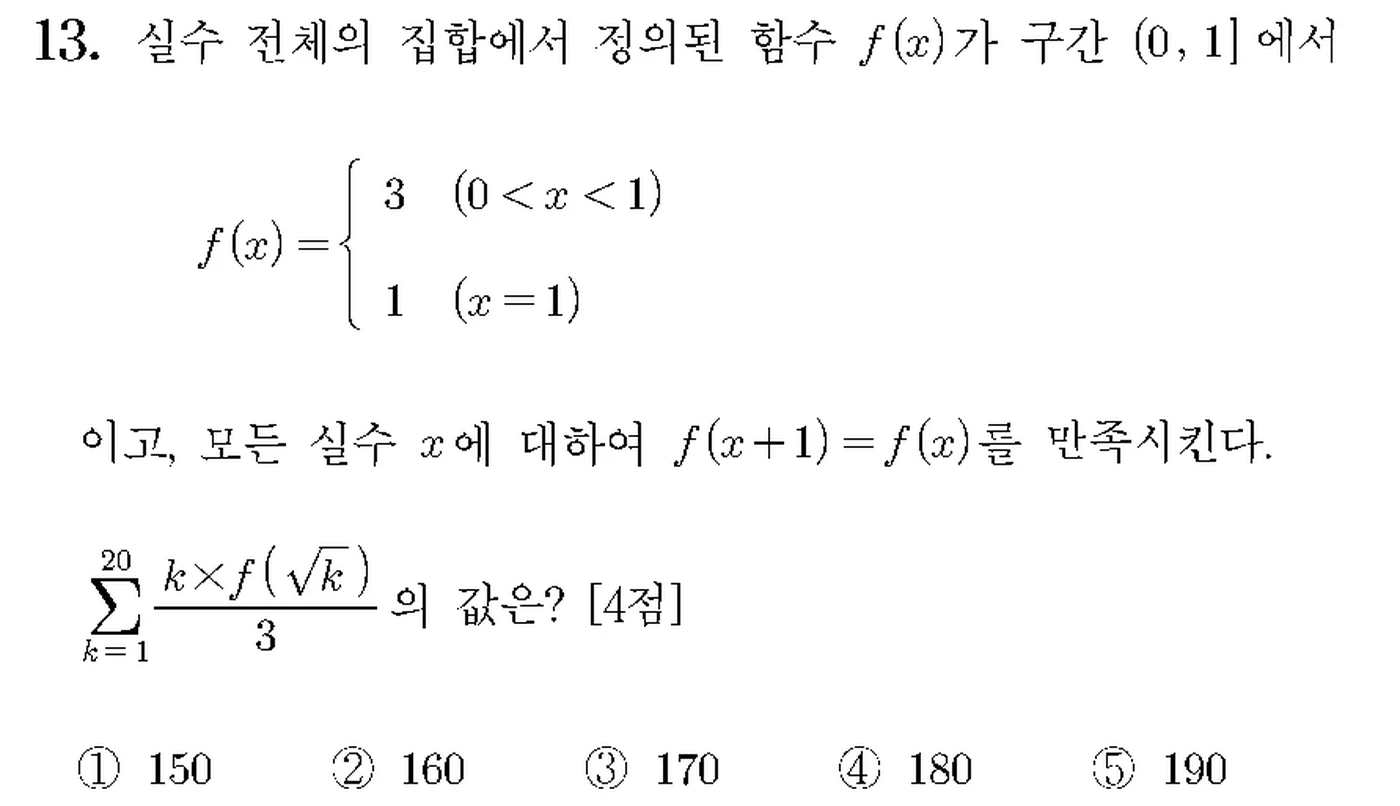 13. 실수 전체의 집합에서 정의된 함수 f(x)가 구간 (0, 1]에서
f(x) = { 3 (0 < x < 1)
1 (x = 1)
이고, 모든 실수 x에 대하여 f(x+1) = f(x)를 만족시킨다.
∑_{k=1}^{20} \frac{k×f(√k)}{3} 의 값은? [4점]
① 150 ② 160 ③ 170 ④ 180 ⑤ 190